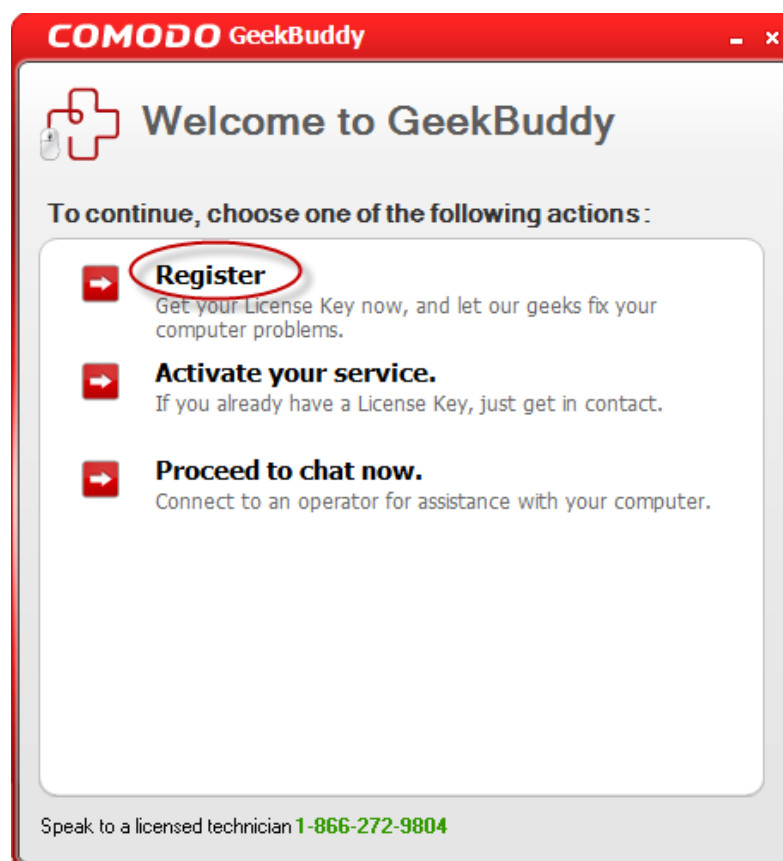 COMODO GeekBuddy
Welcome to GeekBuddy
To continue, choose one of the following actions:
Register
Get your License Key now, and let our geeks fix your
computer problems.
Activate your service.
If you already have a License Key, just get in contact.
Proceed to chat now.
Connect to an operator for assistance with your computer.
Speak to a licensed technician 1-866-272-9804